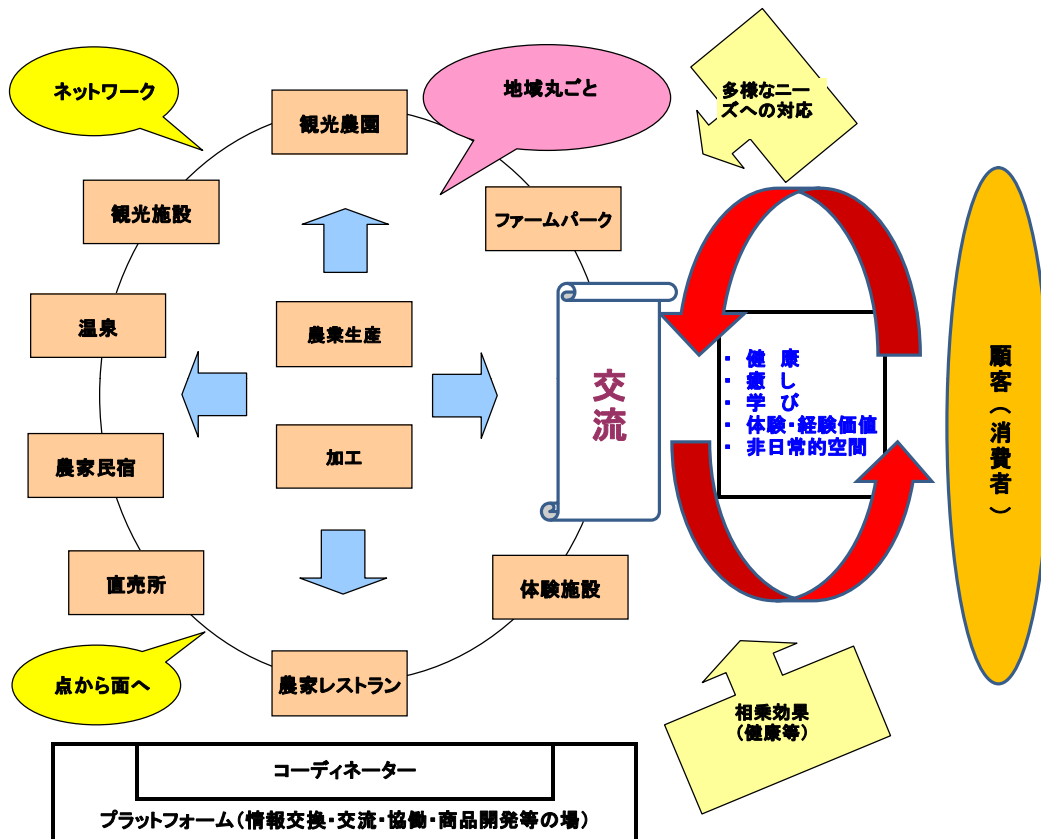 ネットワーク
地域丸ごと
多様なニー
ズへの対応
観光農園
観光施設
ファームパーク
温泉
農業生産
交流
・ 健 康
・ 癒 し
・ 学 び
・ 体験・経験価値
・ 非日常的空間
顧客(消費者)
農家民宿
加工
直売所
体験施設
点から面へ
農家レストラン
相乗効果
(健康等)
コーディネーター
プラットフォーム(情報交換・交流・協働・商品開発等の場)